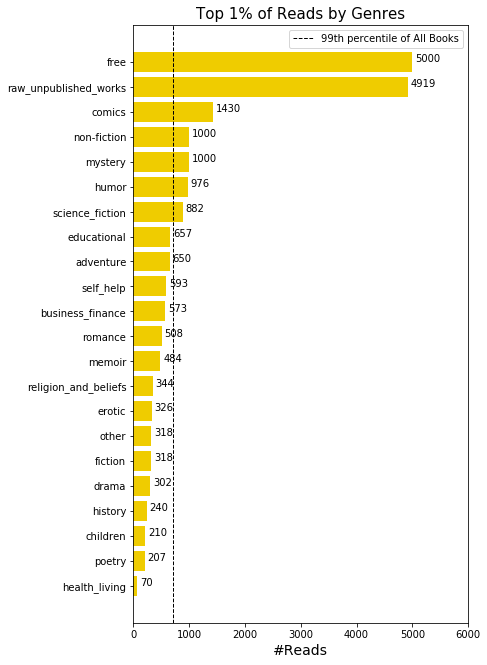 Top 1% of Reads by Genres
99th percentile of All Books
free 5000
raw_unpublished_works 4919
comics 1430
non-fiction 1000
mystery 1000
humor 976
science_fiction 882
educational 657
adventure 650
self_help 593
business_finance 573
romance 508
memoir 484
religion_and_beliefs 344
erotic 326
other 318
fiction 318
drama 302
history 240
children 210
poetry 207
health_living 70
0 1000 2000 3000 4000 5000 6000
#Reads